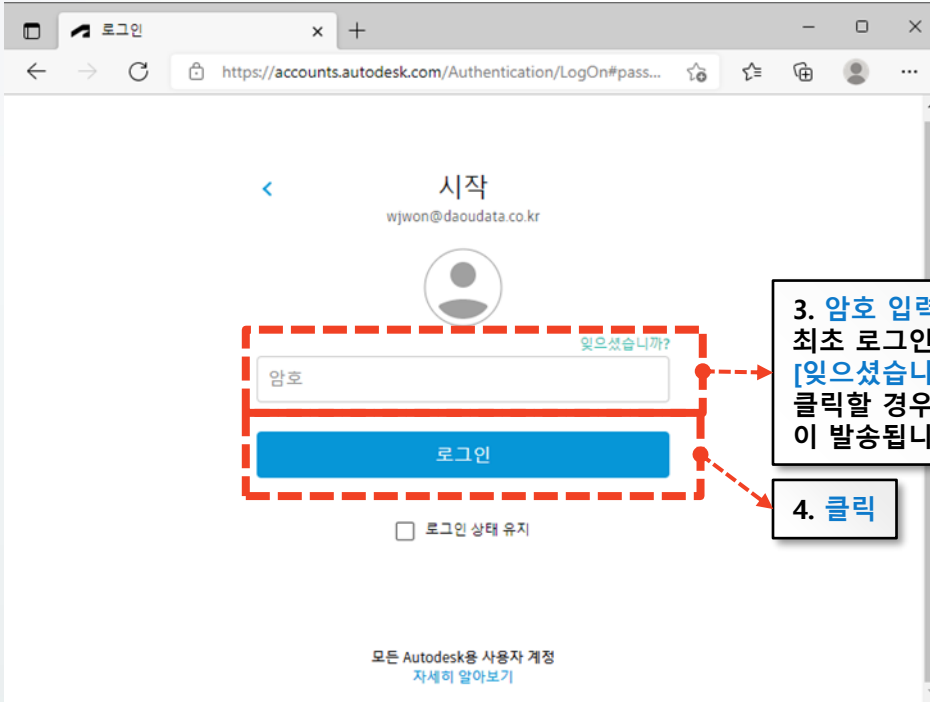 로그인
https://accounts.autodesk.com/Authentication/LogOn#pass...
시작
wjwon@daoudata.co.kr
잊으셨습니까?
암호
로그인
로그인 상태 유지
모든 Autodesk용 사용자 계정
자세히 알아보기
3. 암호 입력
최초 로그인
[잊으셨습니
클릭할 경우
이 발송됩니
4. 클릭